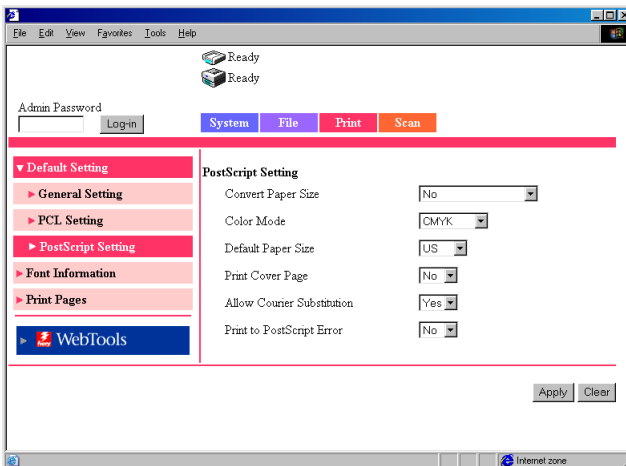 File Edit View Favorites Tools Help
Ready
Ready
Admin Password
Log-in
System File Print Scan
Default Setting
General Setting
PCL Setting
PostScript Setting
Font Information
Print Pages
fiery WebTools
PostScript Setting
Convert Paper Size No
Color Mode CMYK
Default Paper Size US
Print Cover Page No
Allow Courier Substitution Yes
Print to PostScript Error No
Apply Clear
Internet zone